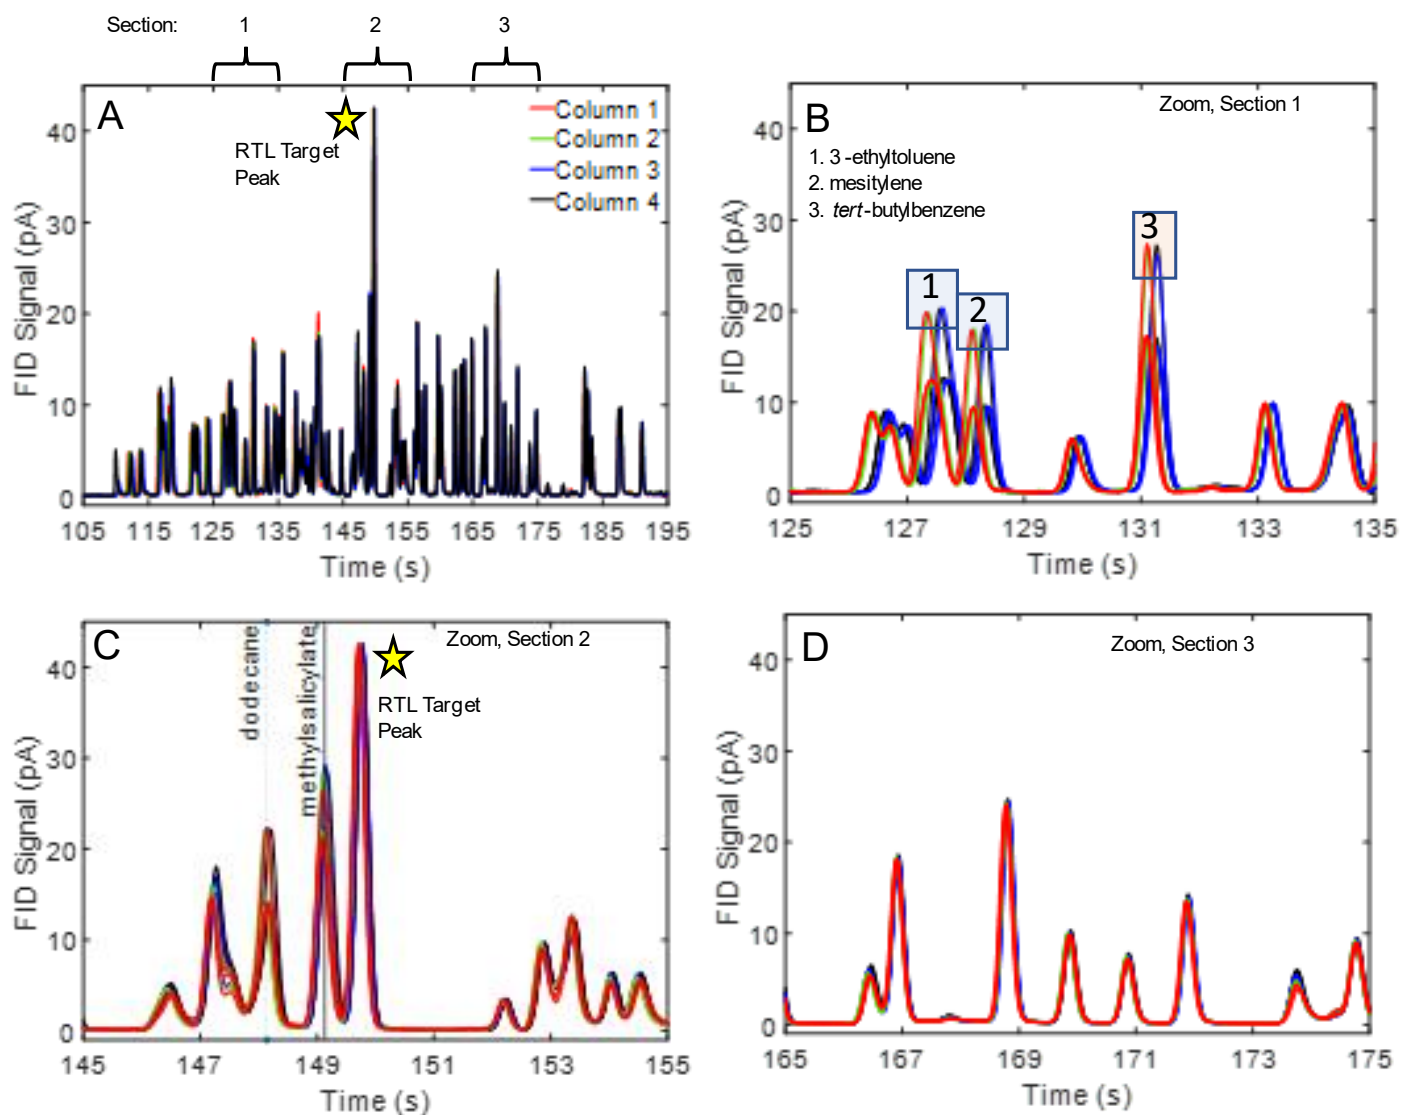 Section: 1 2 3
A
RTL Target
Peak
Column 1
Column 2
Column 3
Column 4
FID Signal (pA)
40
30
20
10
0
105 115 125 135 145 155 165 175 185 195
Time (s)
B
Zoom, Section 1
1. 3-ethyltoluene
2. mesitylene
3. tert-butylbenzene
1
2
3
FID Signal (pA)
40
30
20
10
0
125 127 129 131 133 135
Time (s)
C
dodecane
methylsalicylate
Zoom, Section 2
RTL Target
Peak
FID Signal (pA)
40
30
20
10
0
145 147 149 151 153 155
Time (s)
D
Zoom, Section 3
FID Signal (pA)
40
30
20
10
0
165 167 169 171 173 175
Time (s)